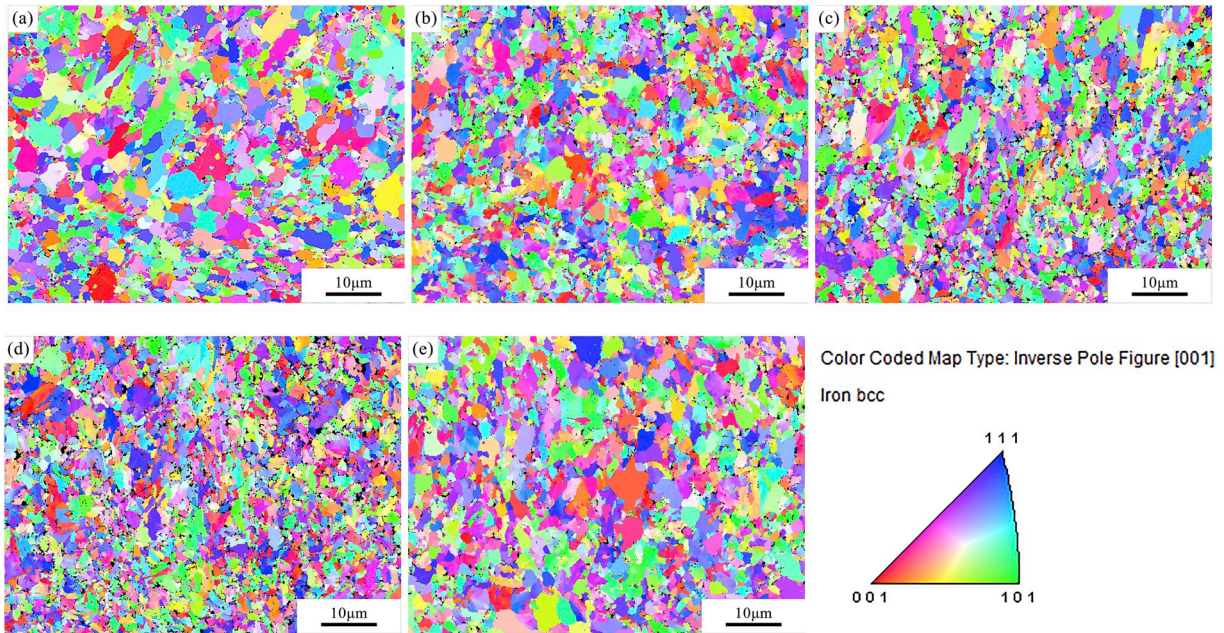 (a)
(b)
(c)
10μm
10μm
10μm
(d)
(e)
Color Coded Map Type: Inverse Pole Figure [001]
Iron bcc
1 1 1
0 0 1
1 0 1
10μm
10μm